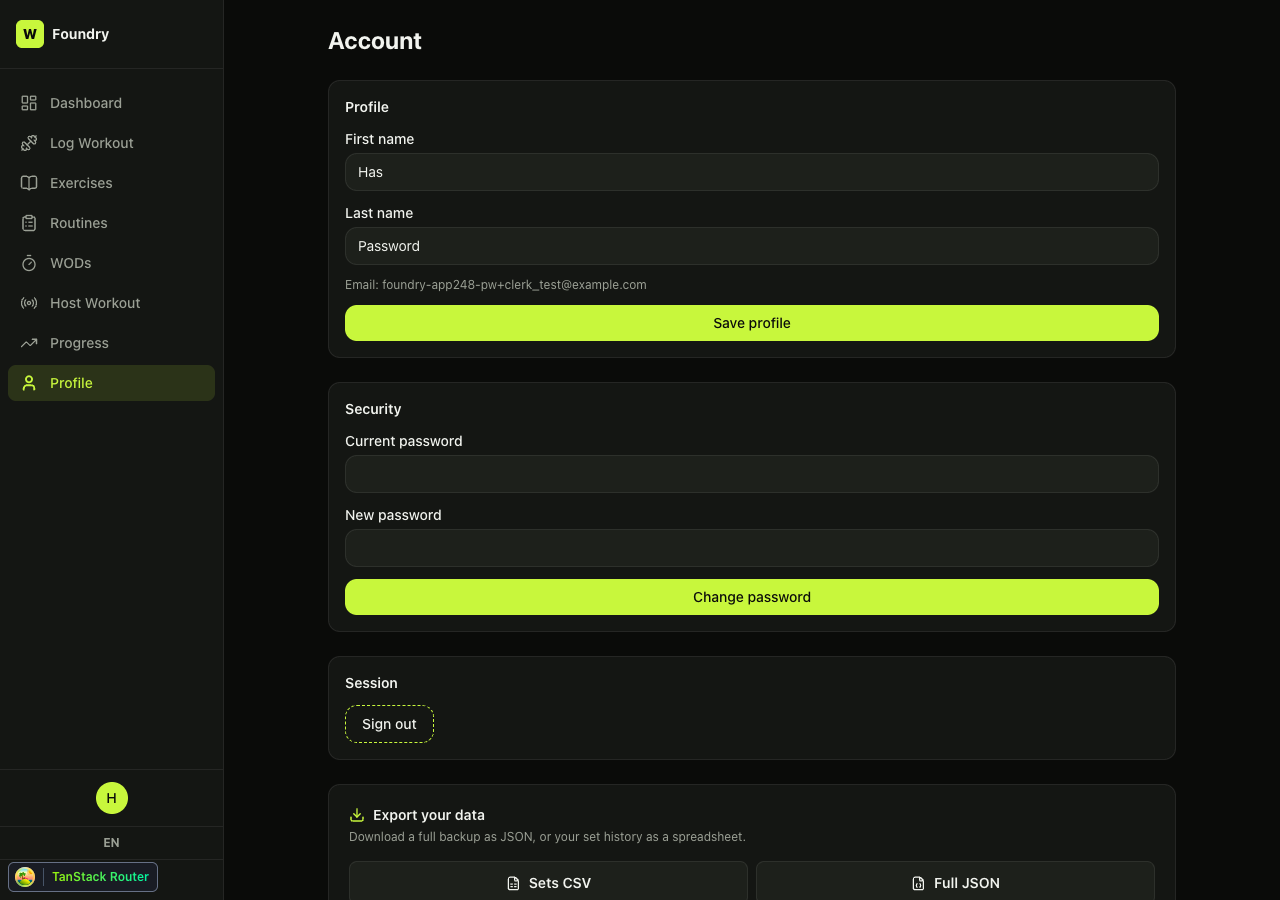 W Foundry
Dashboard
Log Workout
Exercises
Routines
WODs
Host Workout
Progress
Profile
H
EN
TanStack Router
Account
Profile
First name
Has
Last name
Password
Email: foundry-app248-pw+clerk_test@example.com
Save profile
Security
Current password
New password
Change password
Session
Sign out
Export your data
Download a full backup as JSON, or your set history as a spreadsheet.
Sets CSV
Full JSON